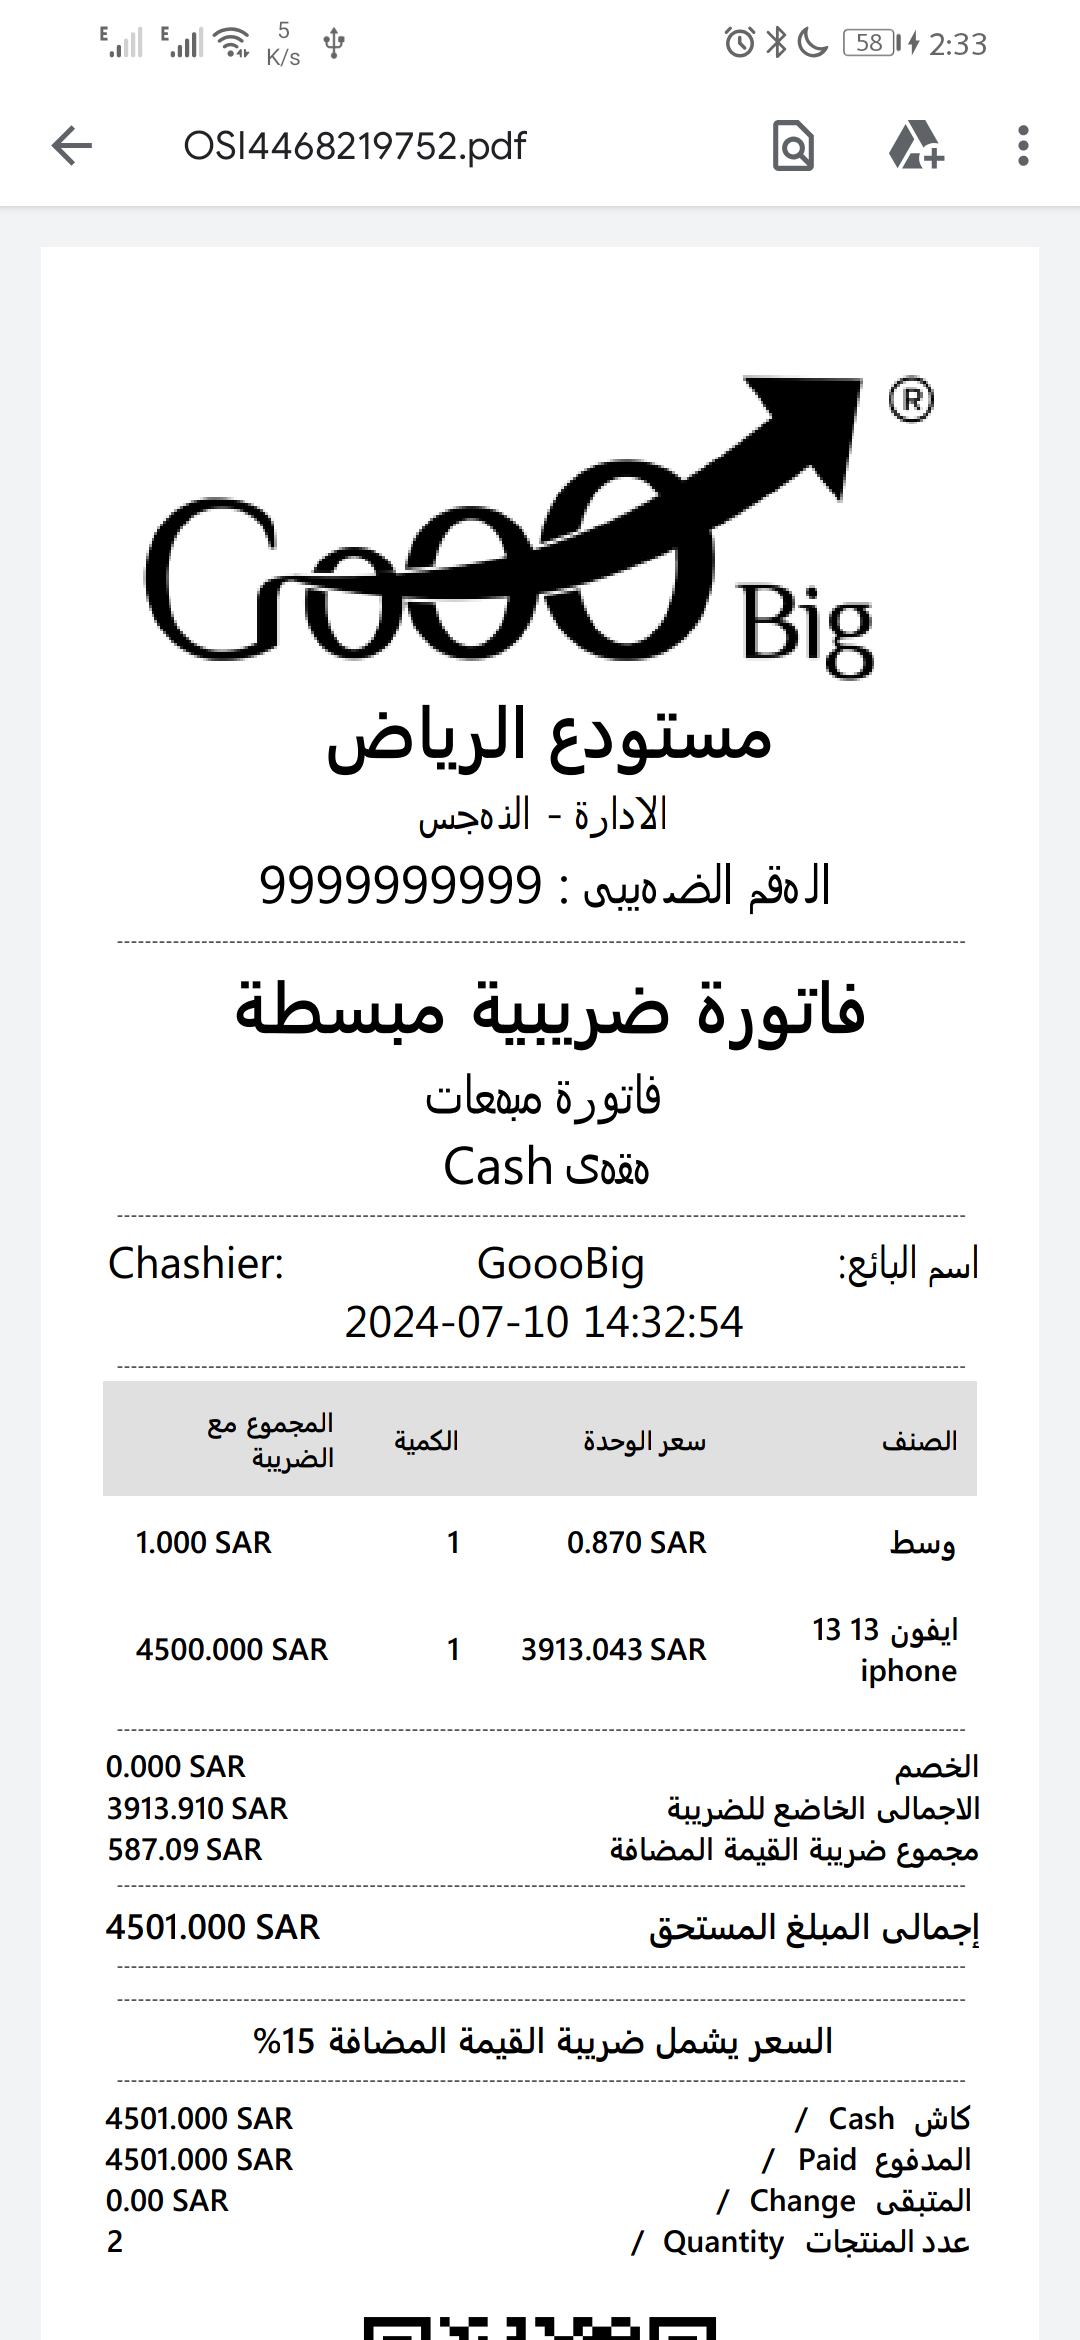 E E 5 K/s 58 2:33
OSI4468219752.pdf
GoooBig ®
مستودع الرياض
الادارة - النهجس
الهقم الضهيبى : 9999999999
فاتورة ضريبية مبسطة
فاتورة مبهعات
Cash هقهى
Chashier: GoooBig اسم البائع:
2024-07-10 14:32:54
الصنف سعر الوحدة الكمية المجموع مع الضريبة
وسط 0.870 SAR 1 1.000 SAR
ايفون 13 13 iphone 3913.043 SAR 1 4500.000 SAR
الخصم 0.000 SAR
الاجمالى الخاضع للضريبة 3913.910 SAR
مجموع ضريبة القيمة المضافة 587.09 SAR
إجمالى المبلغ المستحق 4501.000 SAR
السعر يشمل ضريبة القيمة المضافة 15%
كاش Cash / 4501.000 SAR
المدفوع Paid / 4501.000 SAR
المتبقى Change / 0.00 SAR
عدد المنتجات Quantity / 2